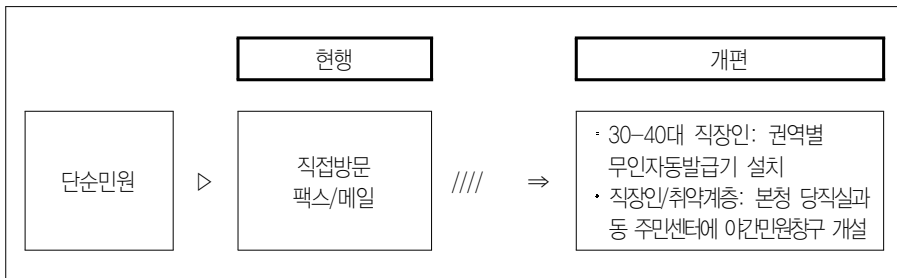 현행
개편
단순민원
▷
직접방문
팩스/메일
////
⇒
· 30-40대 직장인: 권역별
무인자동발급기 설치
· 직장인/취약계층: 본청 당직실과
동 주민센터에 야간민원창구 개설